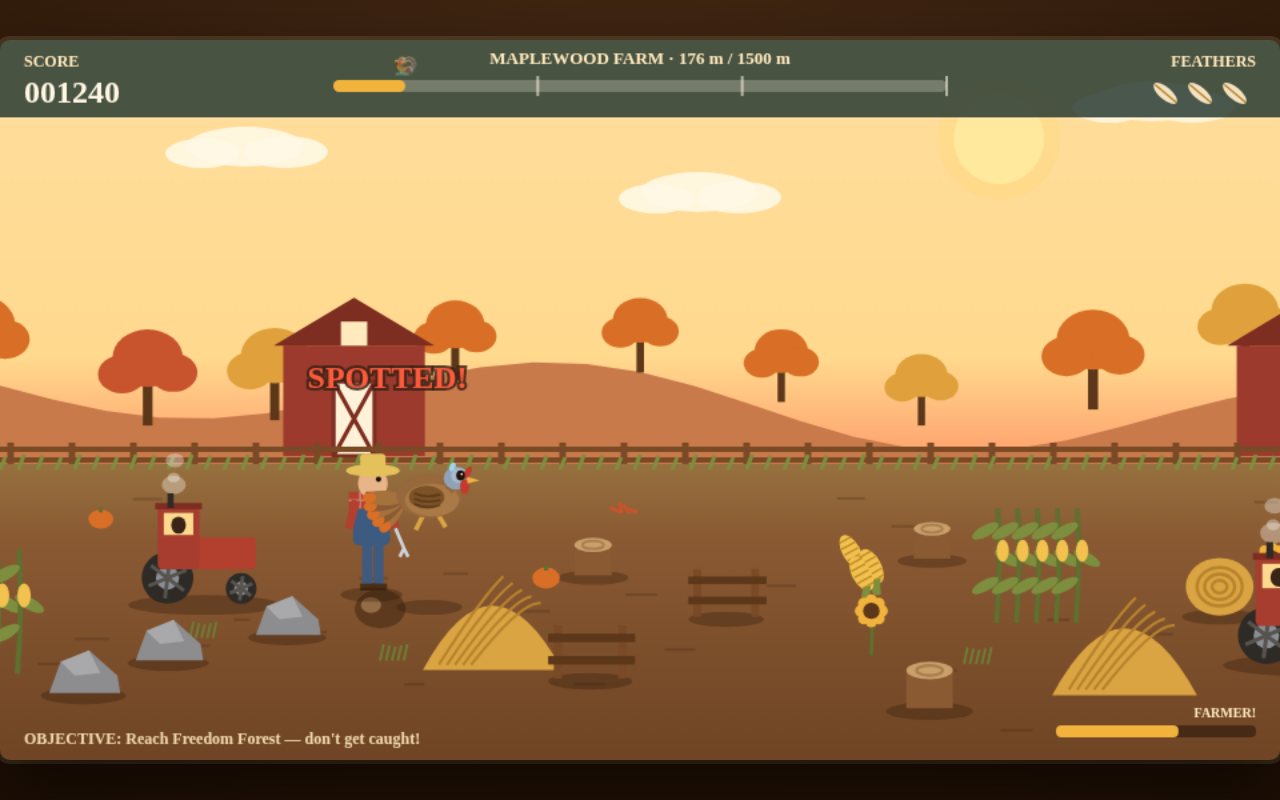 SCORE
001240
MAPLEWOOD FARM · 176 m / 1500 m
FEATHERS
SPOTTED!
FARMER!
OBJECTIVE: Reach Freedom Forest — don't get caught!